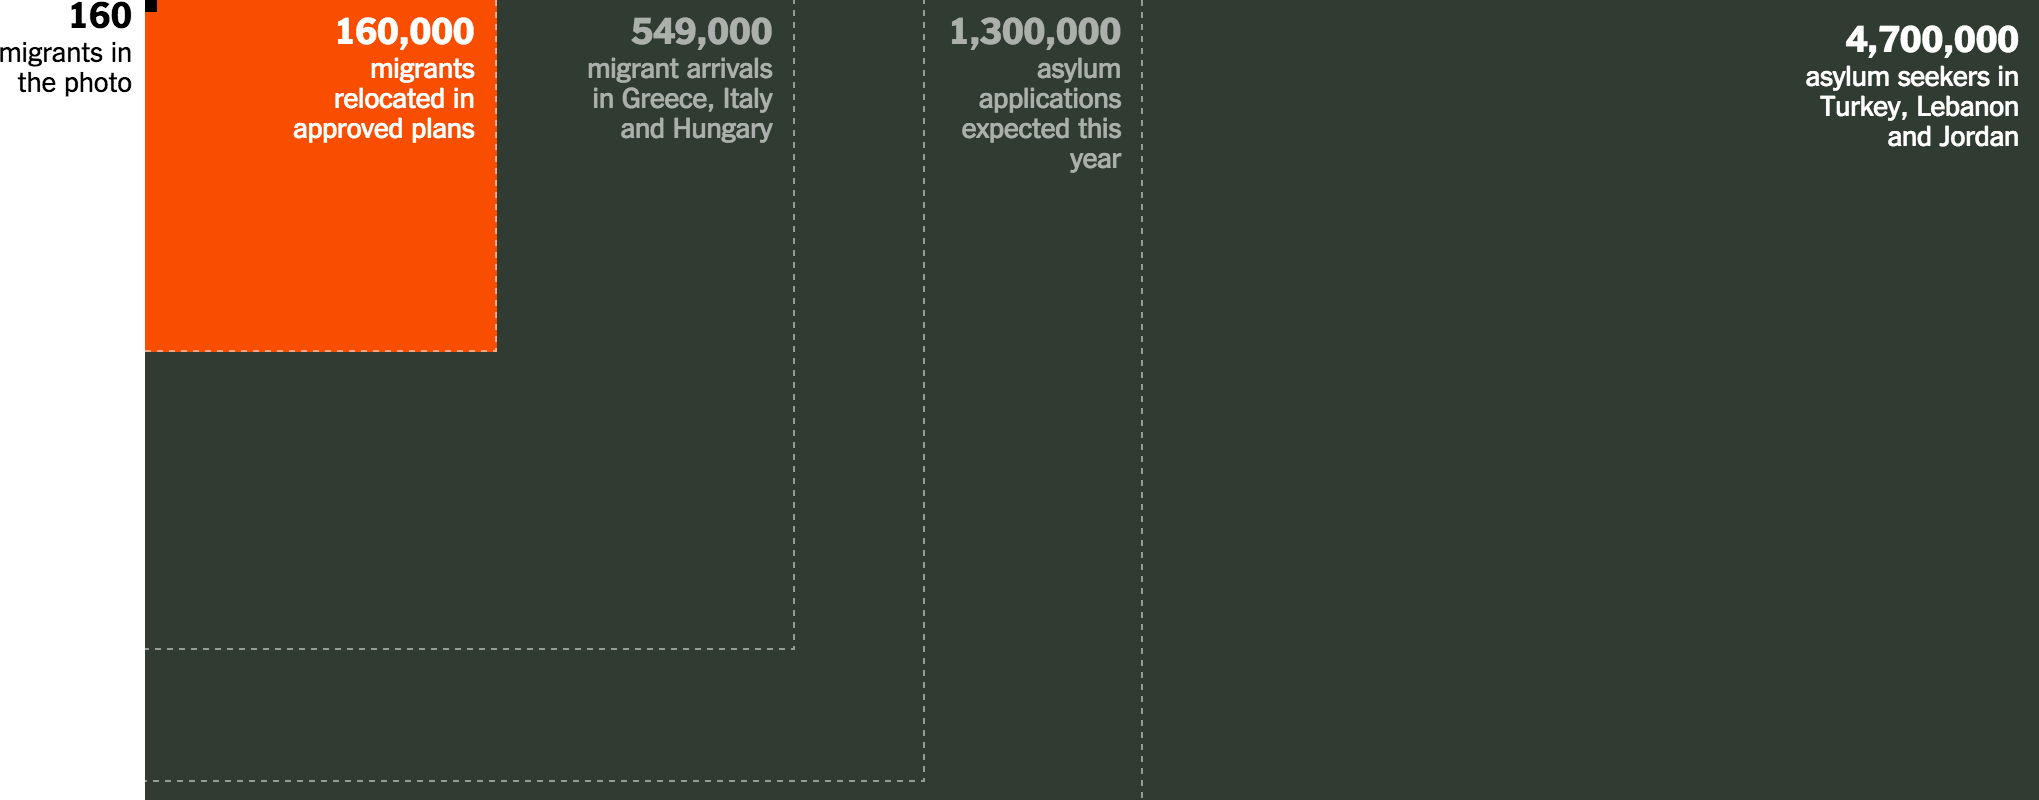 160
migrants in
the photo
160,000
migrants
relocated in
approved plans
549,000
migrant arrivals
in Greece, Italy
and Hungary
1,300,000
asylum
applications
expected this
year
4,700,000
asylum seekers in
Turkey, Lebanon
and Jordan